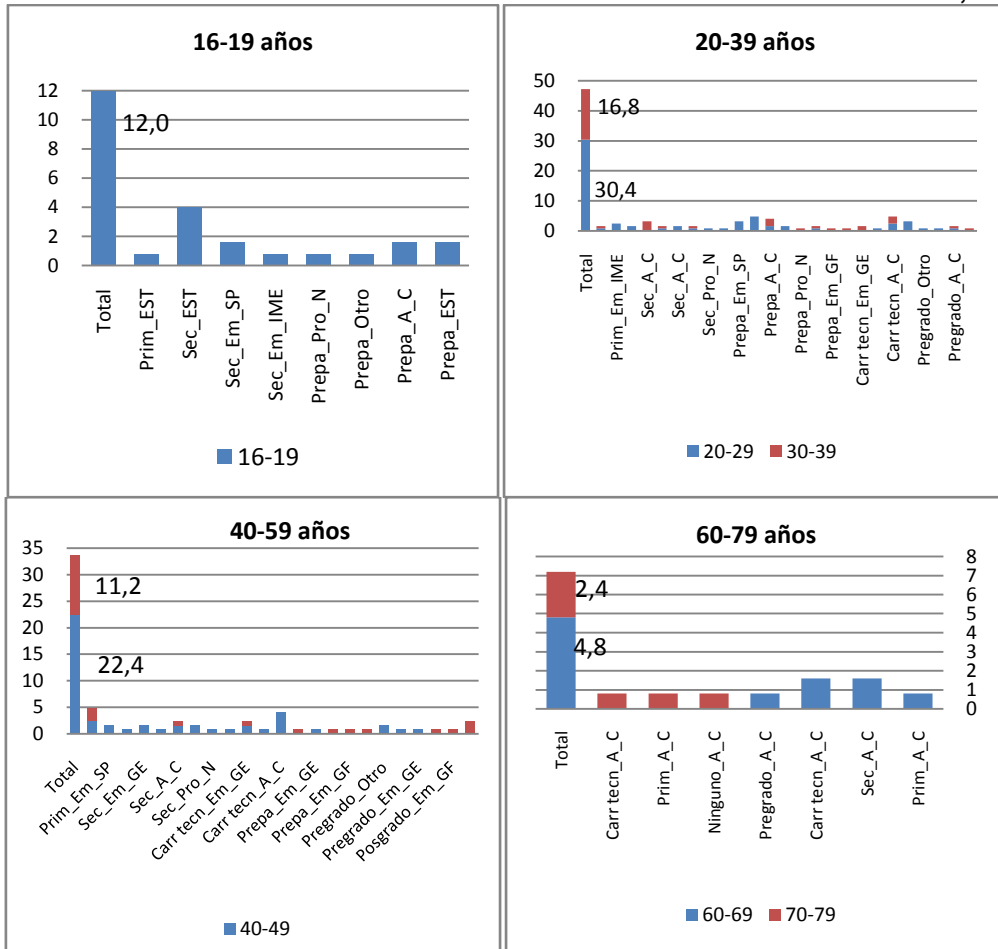 16-19 años
12
10
8
6
4
2
0
12,0
Total
Prim_EST
Sec_EST
Sec_Em_SP
Sec_Em_IME
Prepa_Pro_N
Prepa_Otro
Prepa_A_C
Prepa_EST
16-19
20-39 años
50
40
30
20
10
0
16,8
30,4
Total
Prim_Em_IME
Sec_A_C
Sec_A_C
Sec_Pro_N
Prepa_Em_SP
Prepa_A_C
Prepa_Pro_N
Prepa_Em_GF
Carr tecn_Em_GE
Carr tecn_A_C
Pregrado_Otro
Pregrado_A_C
20-29 30-39
40-59 años
35
30
25
20
15
10
5
0
11,2
22,4
Total
Prim_Em_SP
Sec_Em_GE
Sec_A_C
Sec_Pro_N
Carr tecn_Em_GE
Carr tecn_A_C
Prepa_Em_GE
Prepa_Em_GF
Pregrado_Otro
Pregrado_Em_GE
Posgrado_Em_GF
40-49
60-79 años
8
7
6
5
4
3
2
1
0
2,4
4,8
Total
Carr tecn_A_C
Prim_A_C
Ninguno_A_C
Pregrado_A_C
Carr tecn_A_C
Sec_A_C
Prim_A_C
60-69 70-79